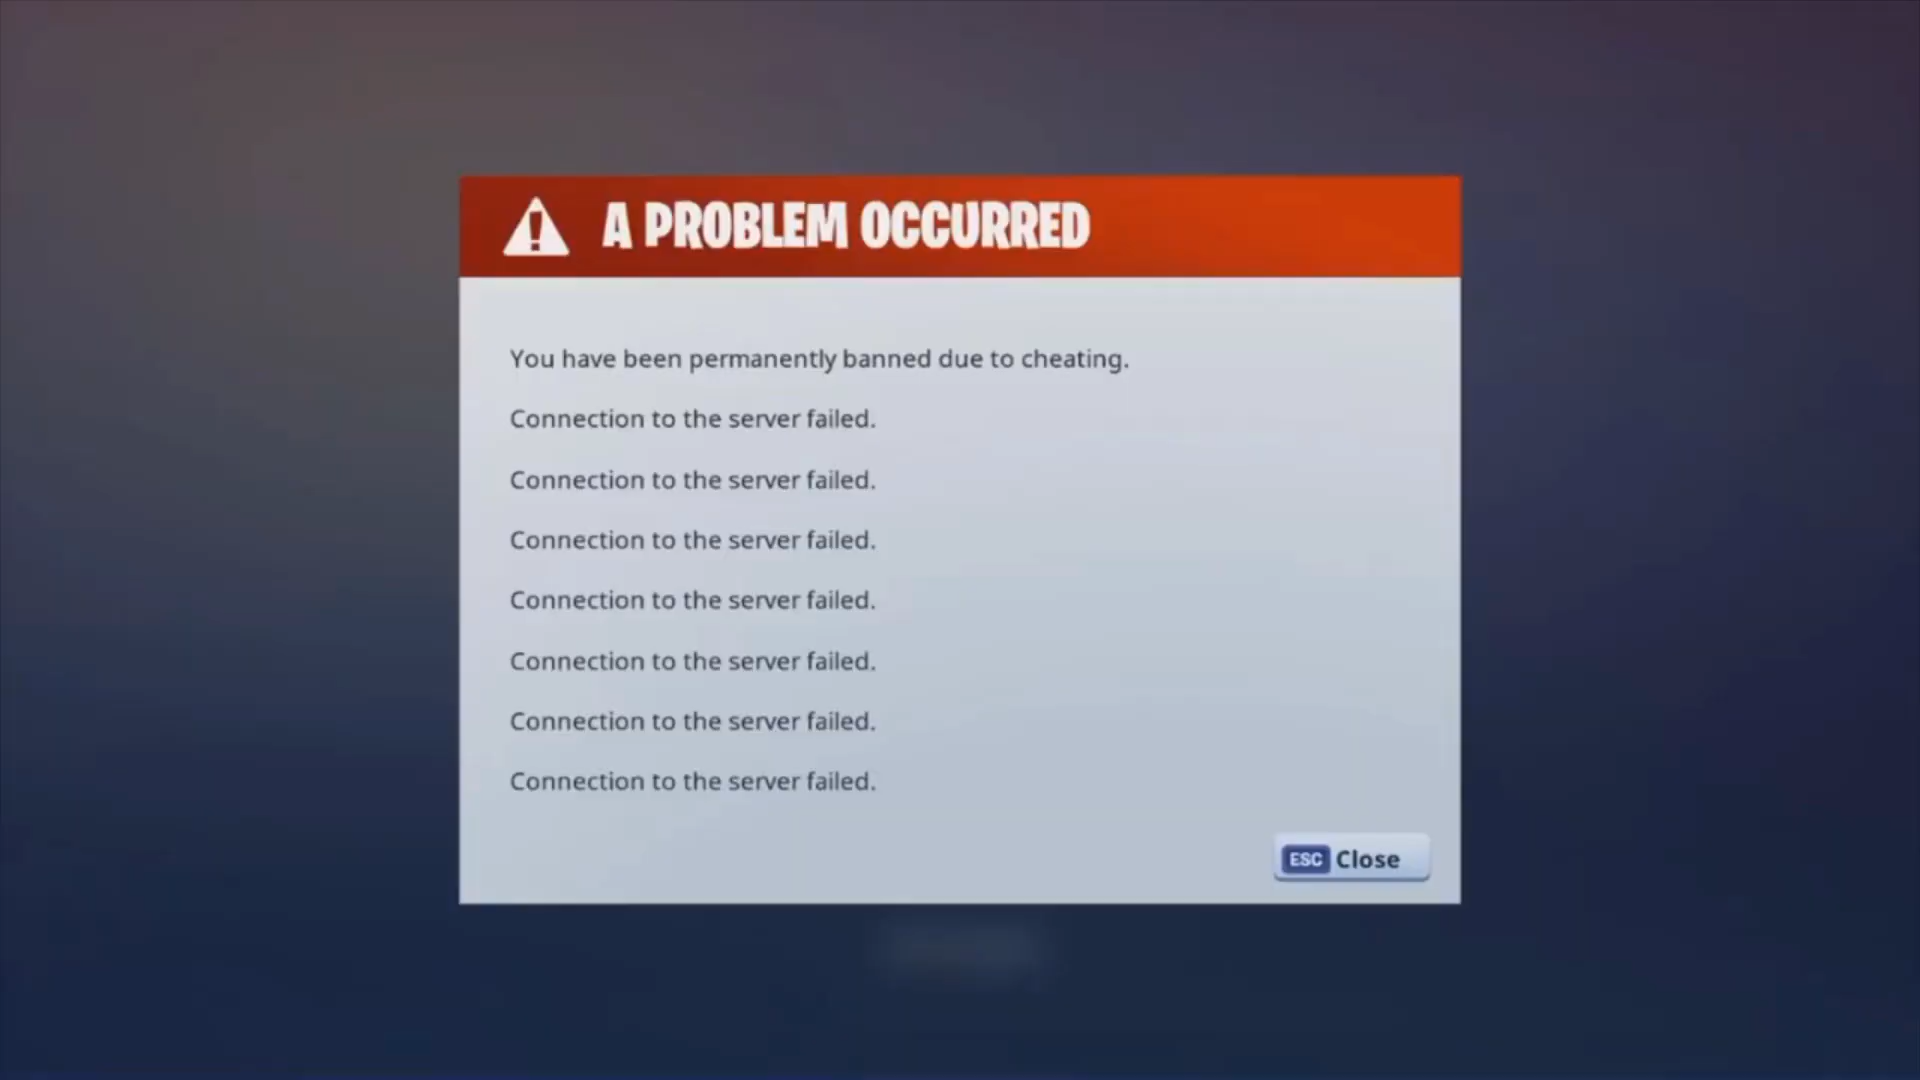 A PROBLEM OCCURRED
You have been permanently banned due to cheating.
Connection to the server failed.
Connection to the server failed.
Connection to the server failed.
Connection to the server failed.
Connection to the server failed.
Connection to the server failed.
Connection to the server failed.
ESC Close